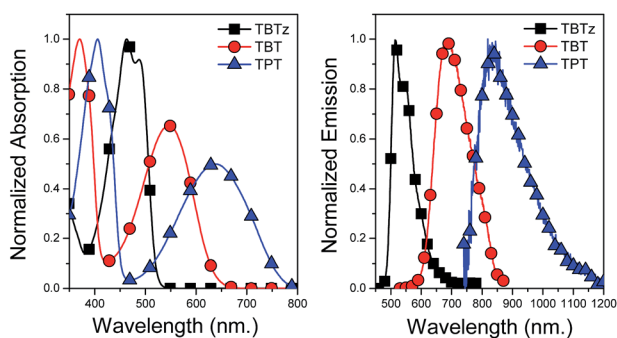 Normalized Absorption
1.0
0.8
0.6
0.4
0.2
0.0
TBTz
TBT
TPT
400 500 600 700 800
Wavelength (nm.)
Normalized Emission
1.0
0.8
0.6
0.4
0.2
0.0
TBTz
TBT
TPT
500 600 700 800 900 1000 1100 1200
Wavelength (nm.)